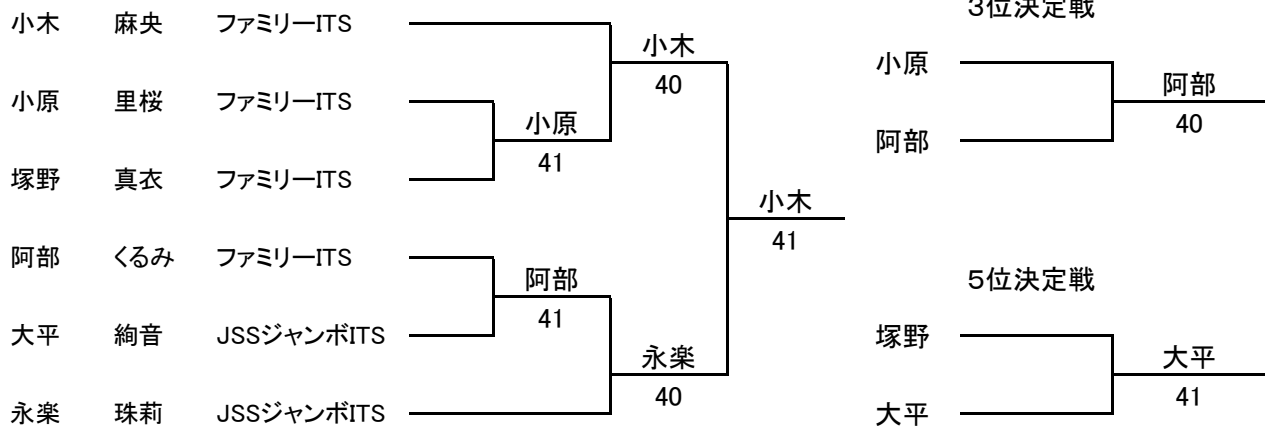 小木 麻央 ファミリーITS
小原 里桜 ファミリーITS
塚野 真衣 ファミリーITS
阿部 くるみ ファミリーITS
大平 絢音 JSSジャンボITS
永楽 珠莉 JSSジャンボITS
小原
41
阿部
41
小木
40
永楽
40
小木
41
3位決定戦
小原
阿部
阿部
40
5位決定戦
塚野
大平
大平
41